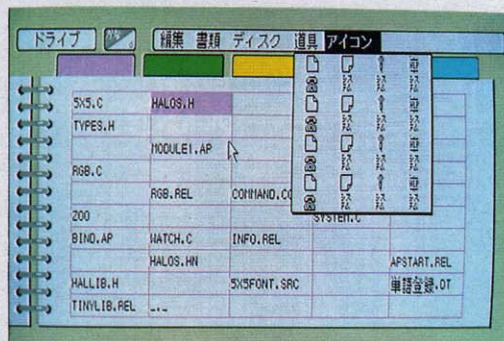 ドライブ 編集 書類 ディスク 道具 アイコン
5X5.C HALOS.H
TYPES.H
MODULE1.AP
RGB.C
RGB.REL COMMAND.CO
200 SYSTEM.C
BIND.AP WATCH.C INFO.REL
HALOS.HN APSTART.REL
HALLIB.H 5X5FONT.SRC 単語登録.OT
TINYLIB.REL _._